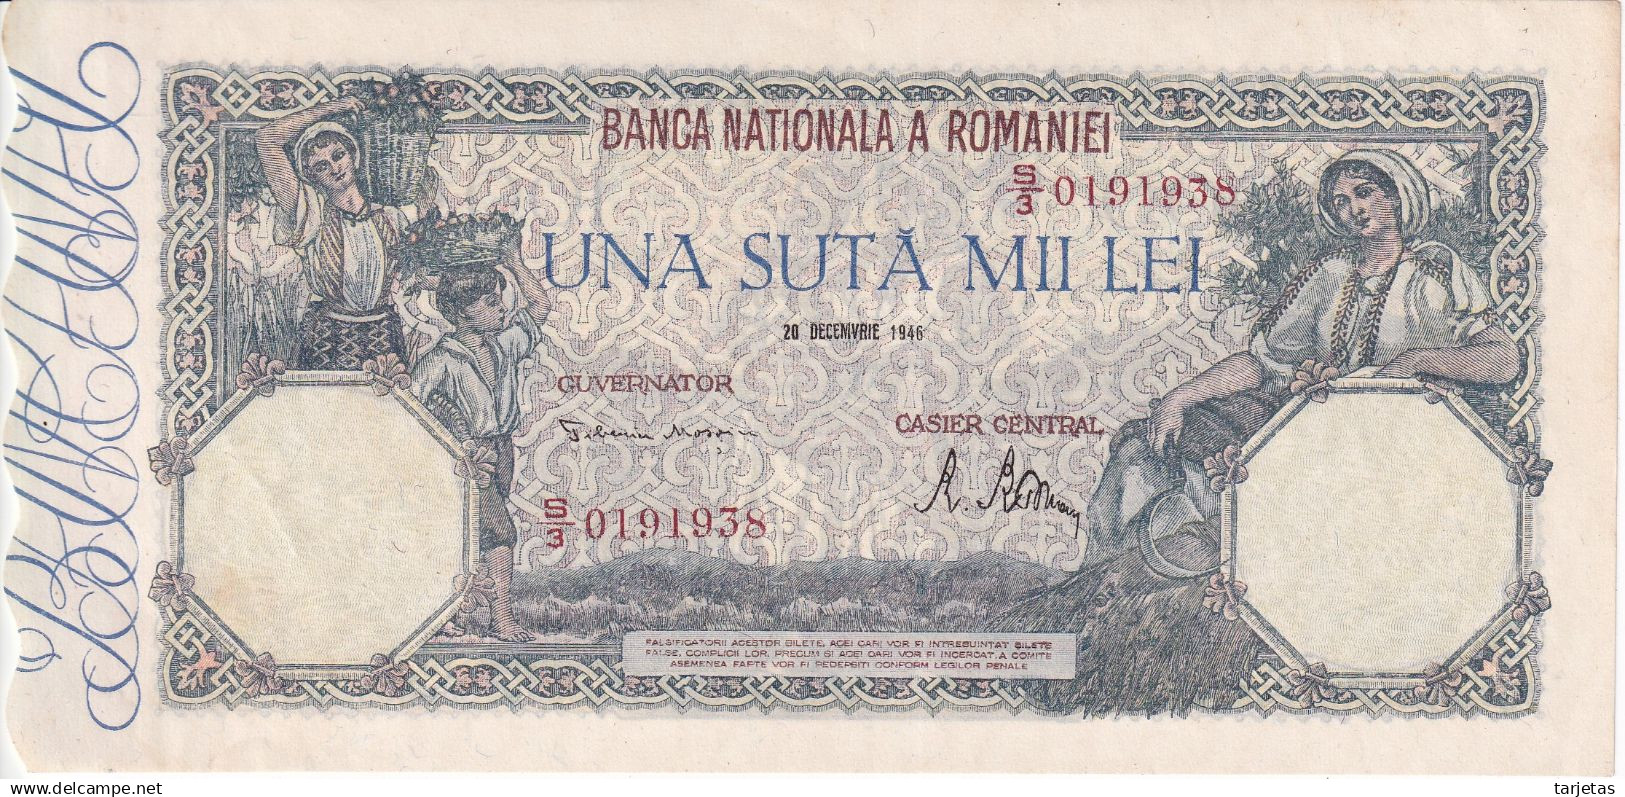 BANCA NATIONALA A ROMANIEI
S/3 0191938
UNA SUTĂ MII LEI
20 DECEMVRIE 1946
GUVERNATOR
CASIER CENTRAL
S/3 0191938
FALSIFICATORII ACESTOR BILETE, ACEI CARI VOR FI INTREBUINTAT BILETE
FALSE, COMPLICII LOR, PRECUM SI ACEI CARI VOR FI INCERCAT A COMITE
ASEMENEA FAPTE VOR FI PEDEPSITI CONFORM LEGILOR PENALE
delcampe.net
tarjetas